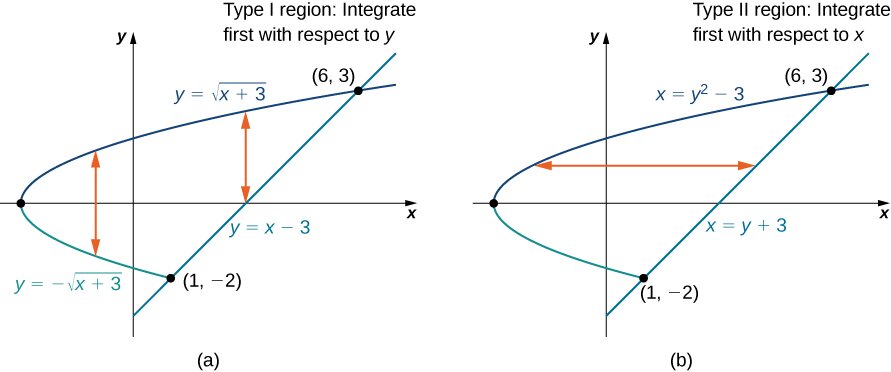 Type I region: Integrate
first with respect to y
y
(6, 3)
y = √x + 3
x
y = x − 3
y = −√x + 3
(1, −2)
(a)
Type II region: Integrate
first with respect to x
y
(6, 3)
x = y² − 3
x
x = y + 3
(1, −2)
(b)